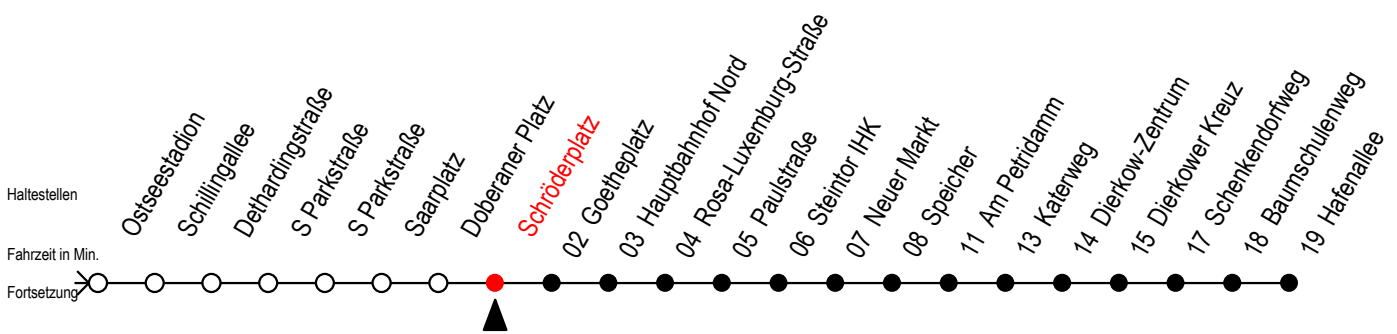 Haltestellen
Fahrzeit in Min.
Fortsetzung
Ostseestadion
Schillingallee
Dethardingstraße
S Parkstraße
S Parkstraße
Saarplatz
Doberaner Platz
Schröderplatz
02 Goetheplatz
03 Hauptbahnhof Nord
04 Rosa-Luxemburg-Straße
05 Paulstraße
06 Steintor IHK
07 Neuer Markt
08 Speicher
11 Am Petridamm
13 Katerweg
14 Dierkow-Zentrum
15 Dierkower Kreuz
17 Schenkendorfweg
18 Baumschulenweg
19 Hafenallee